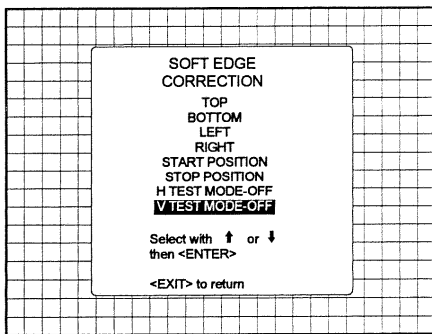 SOFT EDGE
CORRECTION
TOP
BOTTOM
LEFT
RIGHT
START POSITION
STOP POSITION
H TEST MODE-OFF
V TEST MODE-OFF
Select with ↑ or ↓
then <ENTER>
<EXIT> to return